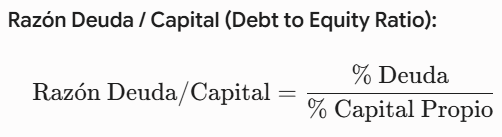 Razón Deuda / Capital (Debt to Equity Ratio):
Razón Deuda/Capital = % Deuda / % Capital Propio